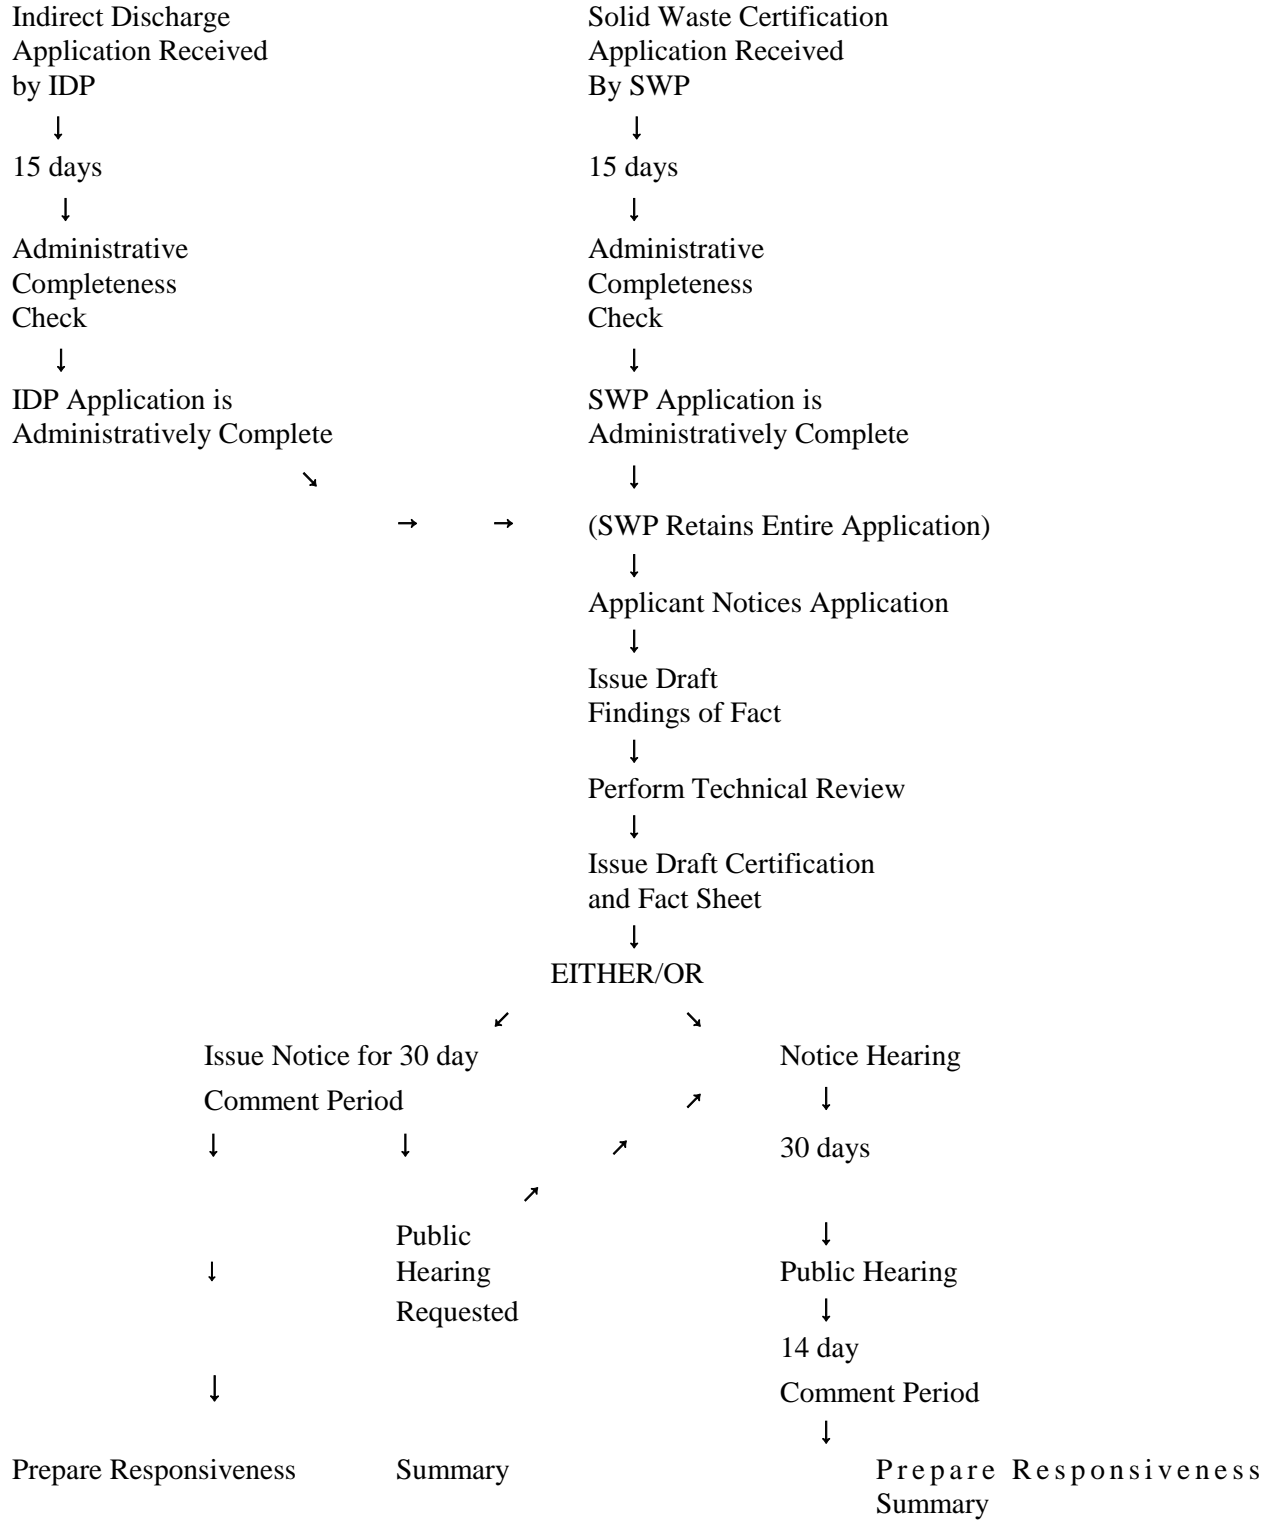 Indirect Discharge
Application Received
by IDP
Solid Waste Certification
Application Received
By SWP
↓
↓
15 days
15 days
↓
↓
Administrative
Completeness
Check
Administrative
Completeness
Check
↓
↓
IDP Application is
Administratively Complete
SWP Application is
Administratively Complete
↘
↓
→ → (SWP Retains Entire Application)
↓
Applicant Notices Application
↓
Issue Draft
Findings of Fact
↓
Perform Technical Review
↓
Issue Draft Certification
and Fact Sheet
↓
EITHER/OR
↙ ↘
Issue Notice for 30 day
Comment Period
Notice Hearing
↗ ↓
↓ ↓ ↗ 30 days
↗
Public
Hearing
Requested
↓
↓
Public Hearing
↓
14 day
Comment Period
↓
↓
Prepare Responsiveness Summary
Prepare Responsiveness
Summary